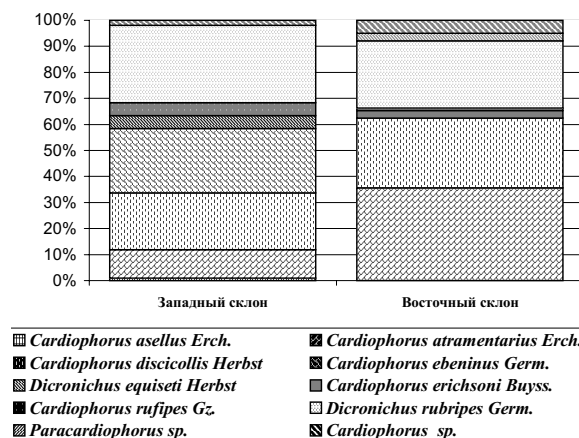 100%
90%
80%
70%
60%
50%
40%
30%
20%
10%
0%
Западный склон Восточный склон
Cardiophorus asellus Erch. Cardiophorus atramentarius Erch.
Cardiophorus discicollis Herbst Cardiophorus ebeninus Germ.
Dicronichus equiseti Herbst Cardiophorus erichsoni Buyss.
Cardiophorus rufipes Gz. Dicronichus rubripes Germ.
Paracardiophorus sp. Cardiophorus sp.